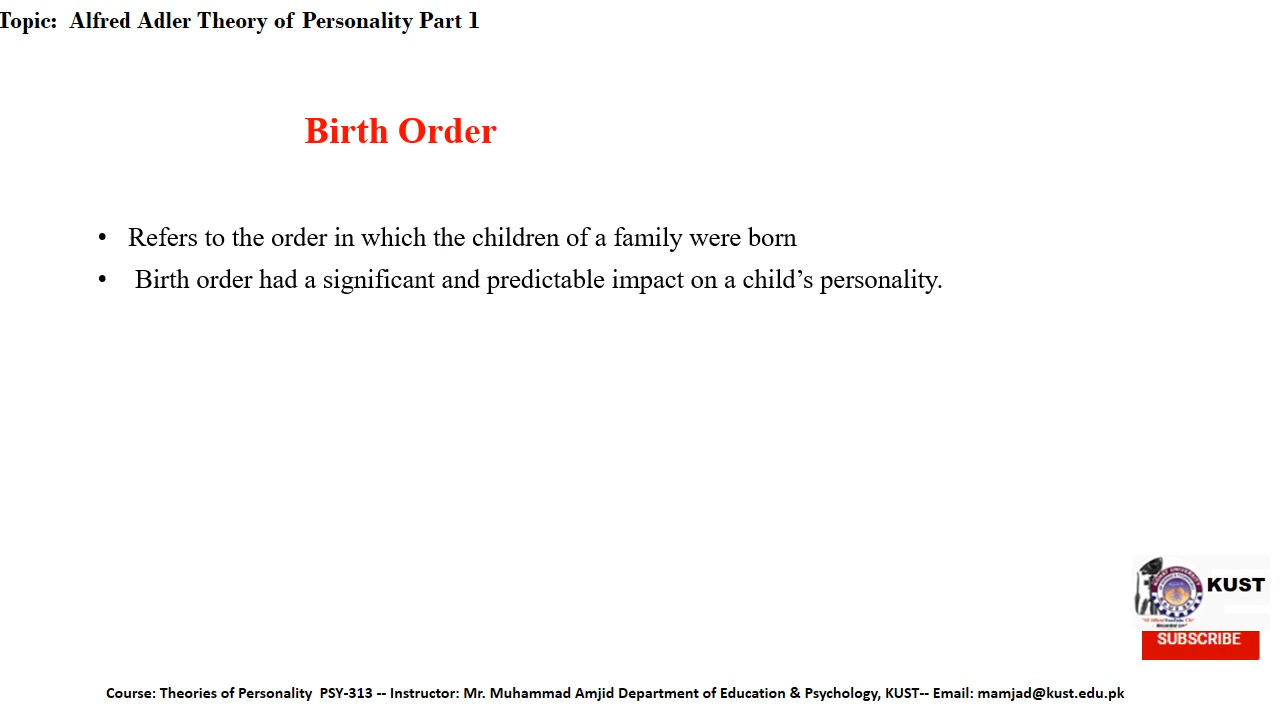 Topic: Alfred Adler Theory of Personality Part 1
Birth Order
• Refers to the order in which the children of a family were born
• Birth order had a significant and predictable impact on a child’s personality.
KUST
SUBSCRIBE
Course: Theories of Personality PSY-313 -- Instructor: Mr. Muhammad Amjid Department of Education & Psychology, KUST-- Email: mamjad@kust.edu.pk